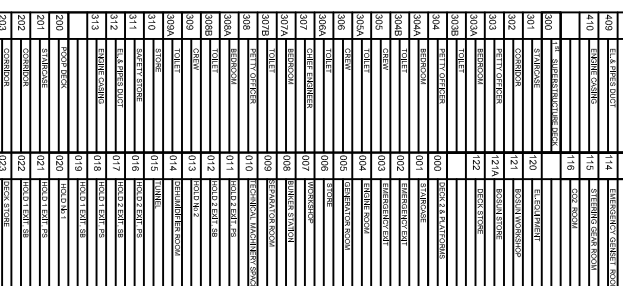 409 EL.& PIPES DUCT
410 ENGINE CASING
300 1st SUPERSTRUCTURE DECK
301 STAIRCASE
302 CORRIDOR
303 PETTY OFFICER
303A BEDROOM
303B TOILET
304 PETTY OFFICER
304A BEDROOM
304B TOILET
305 CREW
305A TOILET
306 CREW
306A TOILET
307 CHIEF ENGINEER
307A BEDROOM
307B TOILET
308 PETTY OFFICER
308A BEDROOM
308B TOILET
309 CREW
309A TOILET
310 STORE
311 SAFETY STORE
312 EL.& PIPES DUCT
313 ENGINE CASING
200 POOP DECK
201 STAIRCASE
202 CORRIDOR
203 CORRIDOR
114 EMERGENCY GENSET ROOM
115 STEERING GEAR ROOM
116 CO2 ROOM
120 EL.EQUIPMENT
121 BOSUN WORKSHOP
121A BOSUN STORE
122 DECK STORE
000 DECK 2 & PLATFORMS
001 STAIRCASE
002 EMERGENCY EXIT
003 EMERGENCY EXIT
004 ENGINE ROOM
005 GENERATOR ROOM
006 STORE
007 WORKSHOP
008 BUNKER STATION
009 SEPARATOR ROOM
010 TECHNICAL MACHINERY SPACE
011 HOLD 2 EXIT, PS
012 HOLD 2 EXIT, SB
013 HOLD No 2
014 DEHUMIDIFIER ROOM
015 TUNNEL
016 HOLD 2 EXIT, PS
017 HOLD 2 EXIT, SB
018 HOLD 1 EXIT, PS
019 HOLD 1 EXIT, SB
020 HOLD No 1
021 HOLD 1 EXIT, PS
022 HOLD 1 EXIT, SB
023 DECK STORE